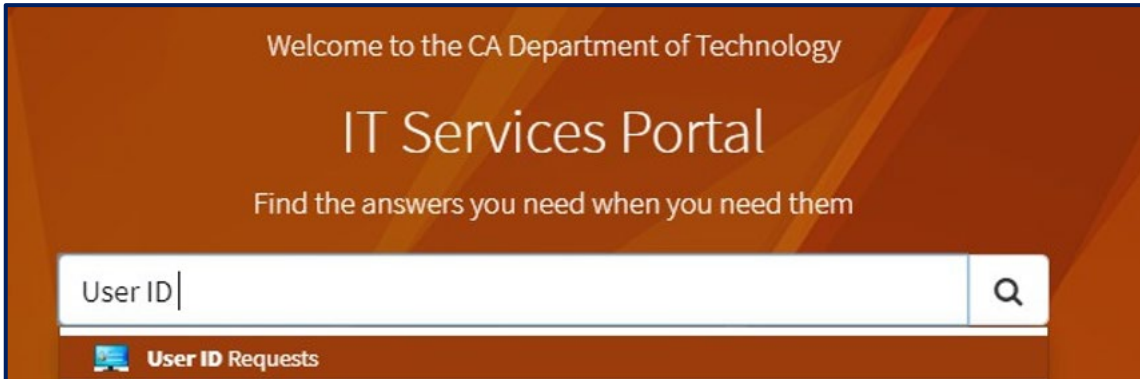 Welcome to the CA Department of Technology
IT Services Portal
Find the answers you need when you need them
User ID
User ID Requests